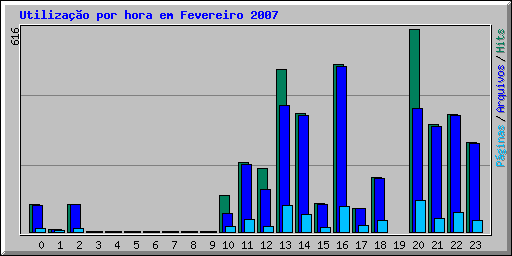 Utilização por hora em Fevereiro 2007
616
Páginas / Arquivos / Hits
0 1 2 3 4 5 6 7 8 9 10 11 12 13 14 15 16 17 18 19 20 21 22 23